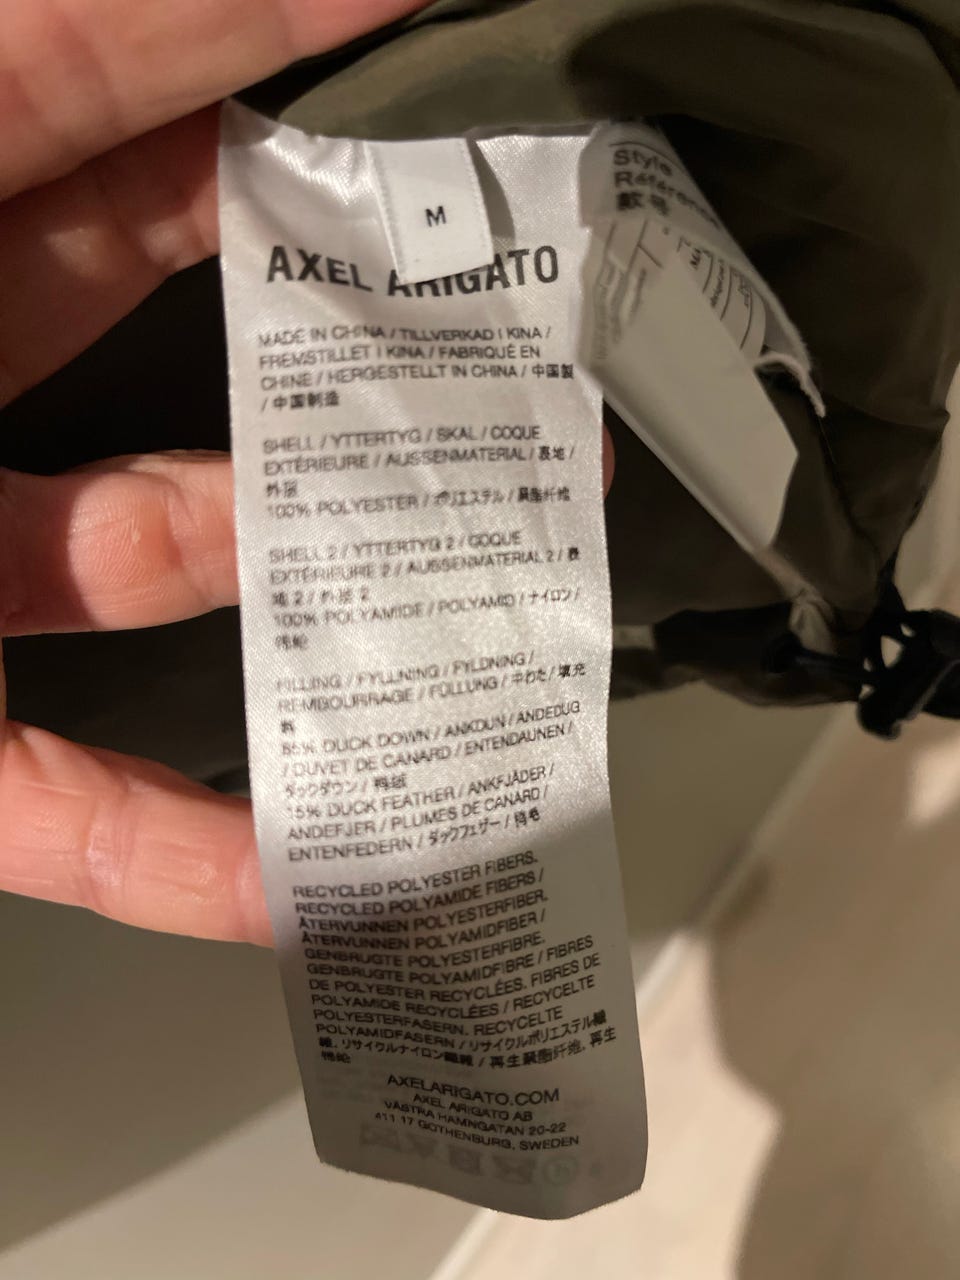 M
AXEL ARIGATO
MADE IN CHINA / TILLVERKAD I KINA /
FREMSTILLET I KINA / FABRIQUÉ EN
CHINE / HERGESTELLT IN CHINA / 中国製
/ 中国制造
SHELL / YTTERTYG / SKAL / COQUE
EXTÉRIEURE / AUSSENMATERIAL / 表地 /
外层
100% POLYESTER / ポリエステル / 聚酯纤维
SHELL 2 / YTTERTYG 2 / COQUE
EXTÉRIEURE 2 / AUSSENMATERIAL 2 / 表
地 2 / 外层 2
100% POLYAMIDE / POLYAMID / ナイロン /
锦纶
FILLING / FYLLNING / FYLDNING /
REMBOURRAGE / FÜLLUNG / 中わた / 填充
料
85% DUCK DOWN / ANKDUN / ANDEDUG
/ DUVET DE CANARD / ENTENDAUNEN /
ダックダウン / 鸭绒
15% DUCK FEATHER / ANKFJÄDER /
ANDEFJER / PLUMES DE CANARD /
ENTENFEDERN / ダックフェザー / 鸭毛
RECYCLED POLYESTER FIBERS.
RECYCLED POLYAMIDE FIBERS /
ÅTERVUNNEN POLYESTERFIBER.
ÅTERVUNNEN POLYAMIDFIBER /
GENBRUGTE POLYESTERFIBRE.
GENBRUGTE POLYAMIDFIBRE / FIBRES
DE POLYESTER RECYCLÉES. FIBRES DE
POLYAMIDE RECYCLÉES / RECYCELTE
POLYESTERFASERN. RECYCELTE
POLYAMIDFASERN / リサイクルポリエステル繊
維. リサイクルナイロン繊維 / 再生聚酯纤维. 再生
锦纶
AXELARIGATO.COM
AXEL ARIGATO AB
VÄSTRA HAMNGATAN 20-22
411 17 GOTHENBURG, SWEDEN
Style
Référence
款号